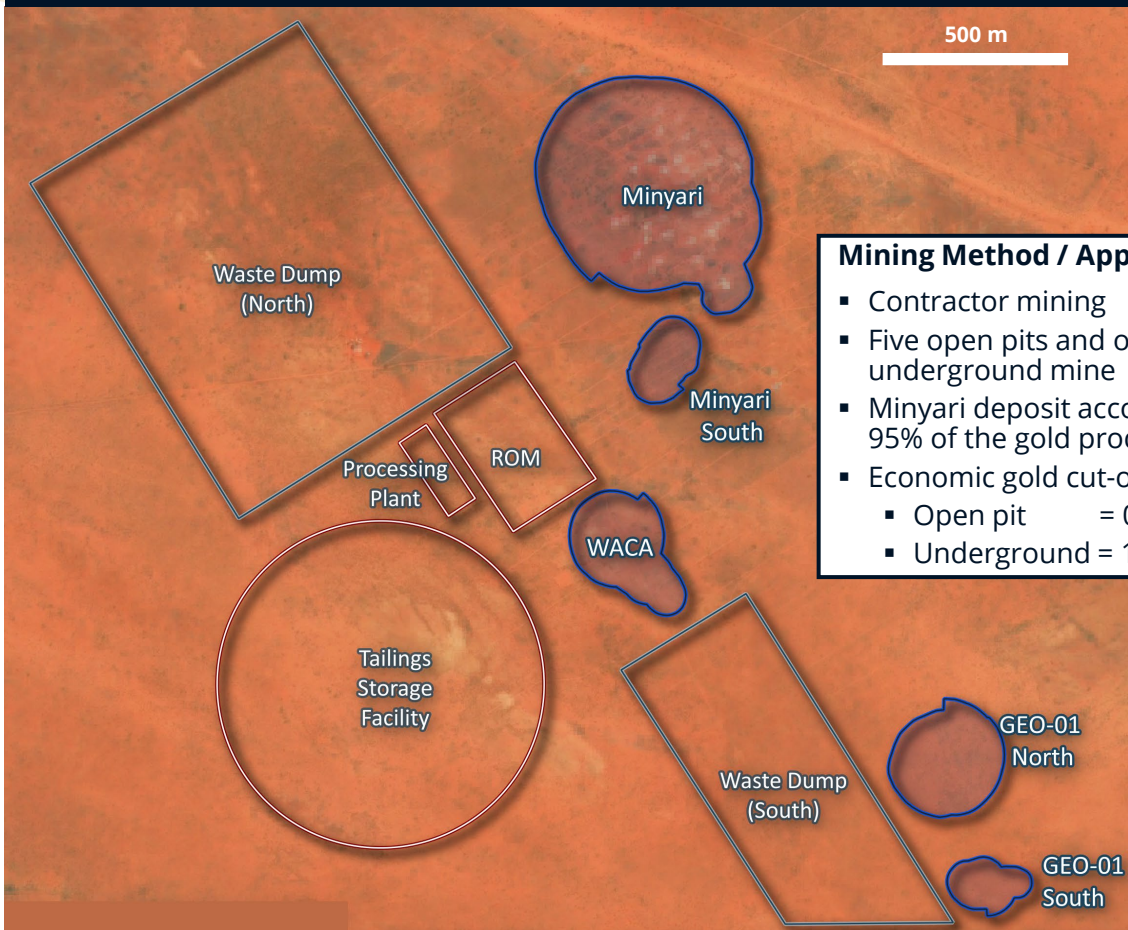 500 m
Minyari
Waste Dump
(North)
Mining Method / App
▪ Contractor mining
▪ Five open pits and o
underground mine
▪ Minyari deposit acco
95% of the gold proc
▪ Economic gold cut-o
▪ Open pit = 0
▪ Underground = 1
Minyari
South
ROM
Processing
Plant
WACA
Tailings
Storage
Facility
GEO-01
North
Waste Dump
(South)
GEO-01
South